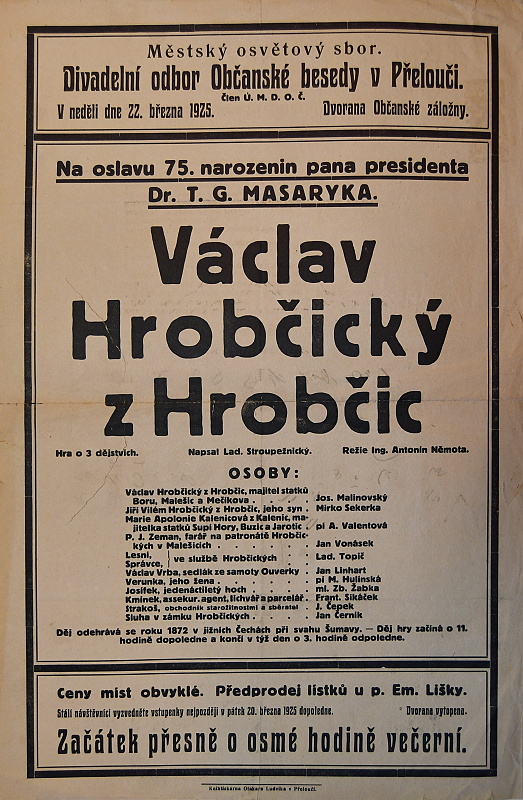 Městský osvětový sbor.
Divadelní odbor Občanské besedy v Přelouči.
člen Ú. M. D. O. Č.
V neděli dne 22. března 1925. Dvorana Občanské záložny.
Na oslavu 75. narozenin pana presidenta
Dr. T. G. MASARYKA.
Václav
Hrobčický
z Hrobčic
Hra o 3 dějstvích. Napsal Lad. Stroupežnický. Režie Ing. Antonín Němota.
OSOBY:
Václav Hrobčický z Hrobčic, majitel statků
Boru, Malešic a Mečíkova . . . . Jos. Malinovský
Jiří Vilém Hrobčický z Hrobčic, jeho syn . Mirko Sekerka
Marie Apolonie Kalenicová z Kalenic, ma-
jitelka statků Supí Hory, Buzic a Jarotic . pí A. Valentová
P. J. Zeman, farář na patronátě Hrobčic-
kých v Malešicích . . . . . Jan Vonásek
Lesní,
Správce, } ve službě Hrobčických . . . Lad. Topič
Václav Vrba, sedlák ze samoty Ouverky . Jan Linhart
Verunka, jeho žena . . . . . pí M. Hulinská
Josífek, jedenáctiletý hoch . . . . ml. Zb. Žabka
Kmínek, assekur. agent, lichvář a parcelář . Frant. Sikáček
Strakoš, obchodník starožitnostmi a sběratel . J. Čepek
Sluha v zámku Hrobčických . . . . Jan Černík
Děj odehrává se roku 1872 v jižních Čechách při svahu Šumavy. — Děj hry začíná o 11.
hodině dopoledne a končí v týž den o 3. hodině odpoledne.
Ceny míst obvyklé. Předprodej lístků u p. Em. Lišky.
Stálí návštěvníci vyzvedněte vstupenky nejpozději v pátek 20. března 1925 dopoledne. Dvorana vytopena.
Začátek přesně o osmé hodině večerní.
Knihtiskárna Otakara Ludvíka v Přelouči.